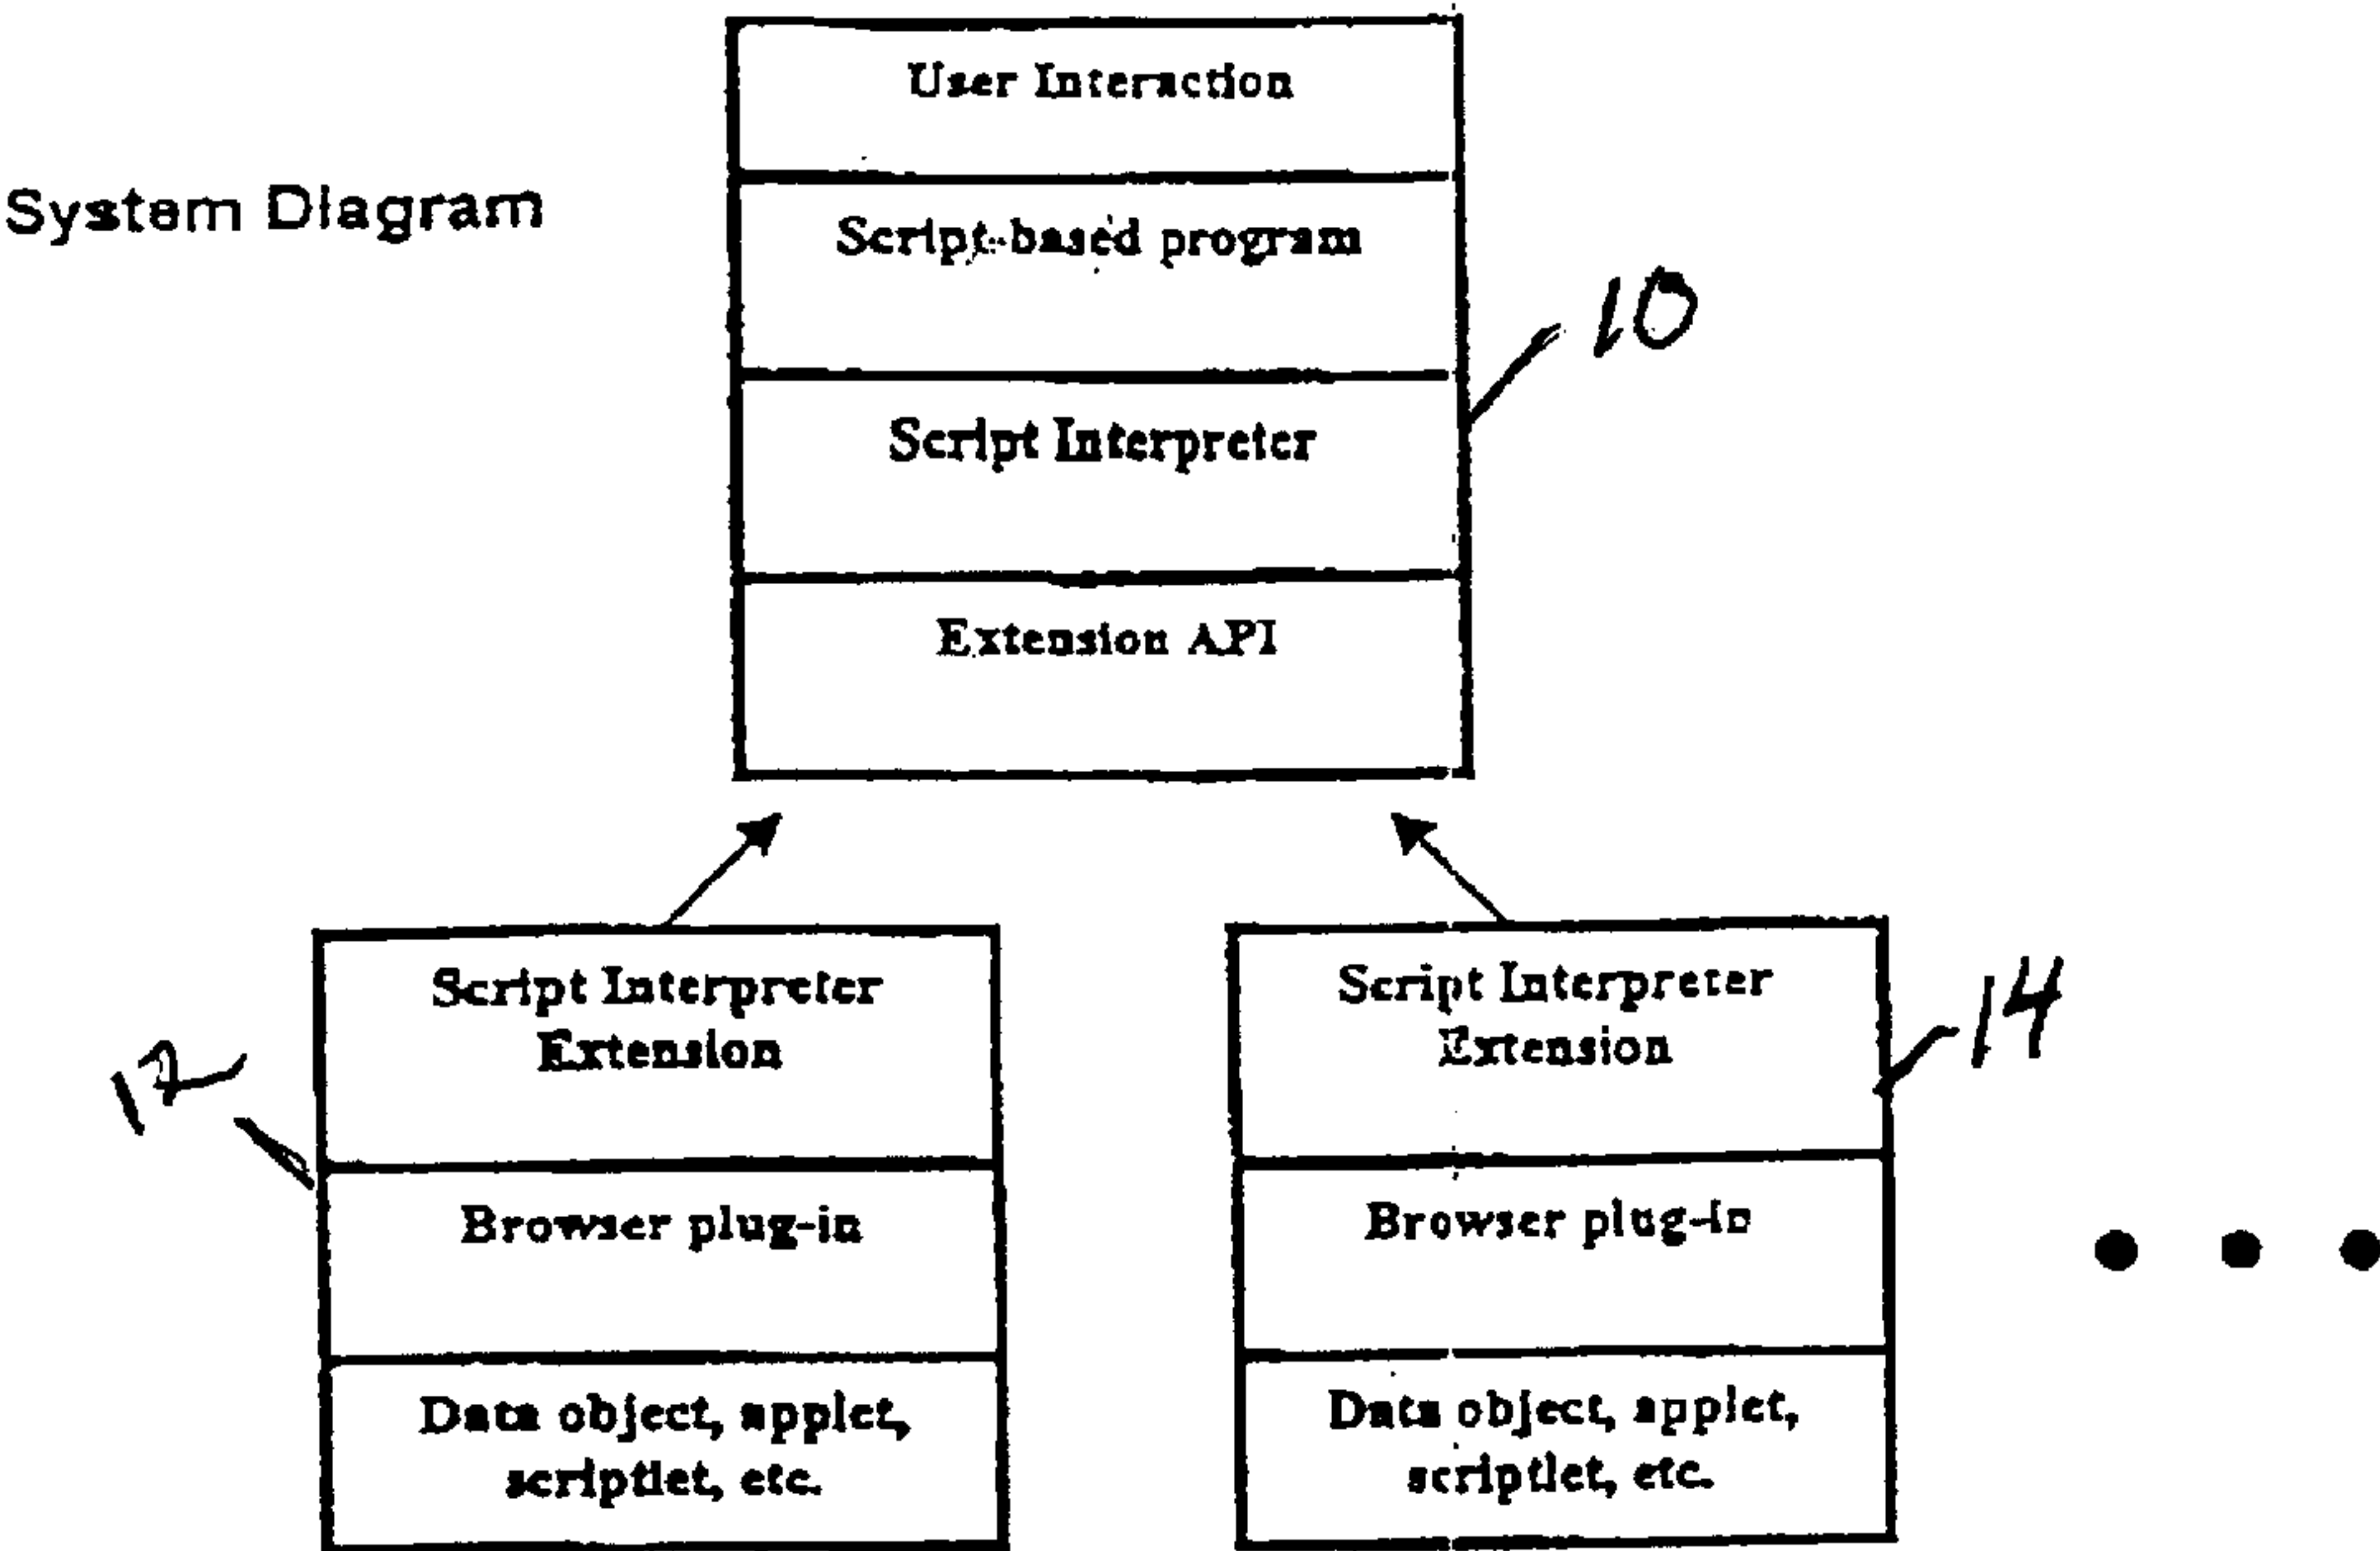 User Interaction
System Diagram
Script-based program
10
Script Interpreter
Extension API
Script Interpreter
Extension
12
Browser plug-in
Data object, applet,
scriptlet, etc.
Script Interpreter
Extension
14
Browser plug-in
Data object, applet,
scriptlet, etc.